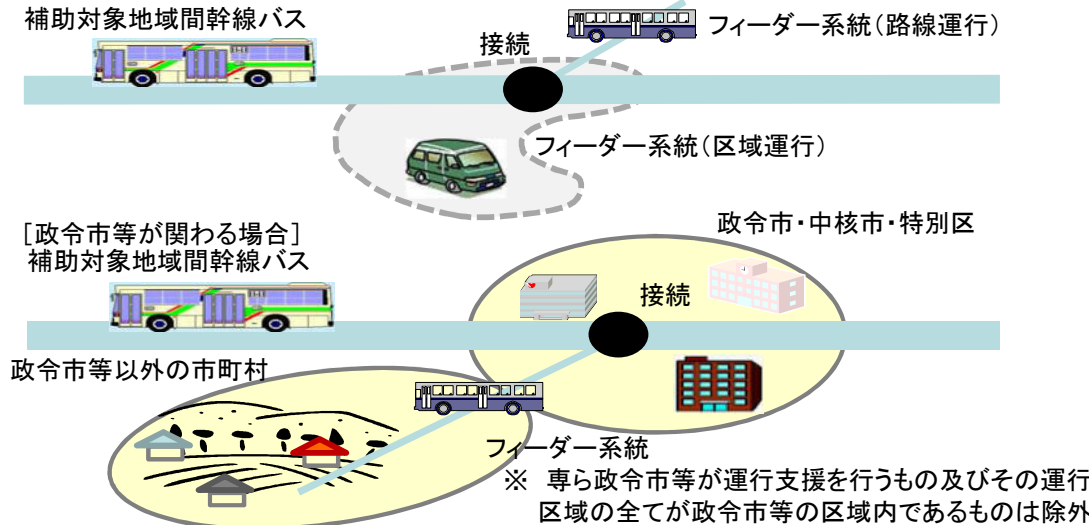 補助対象地域間幹線バス
フィーダー系統(路線運行)
接続
フィーダー系統(区域運行)
[政令市等が関わる場合]
補助対象地域間幹線バス
政令市・中核市・特別区
接続
政令市等以外の市町村
フィーダー系統
※ 専ら政令市等が運行支援を行うもの及びその運行
区域の全てが政令市等の区域内であるものは除外